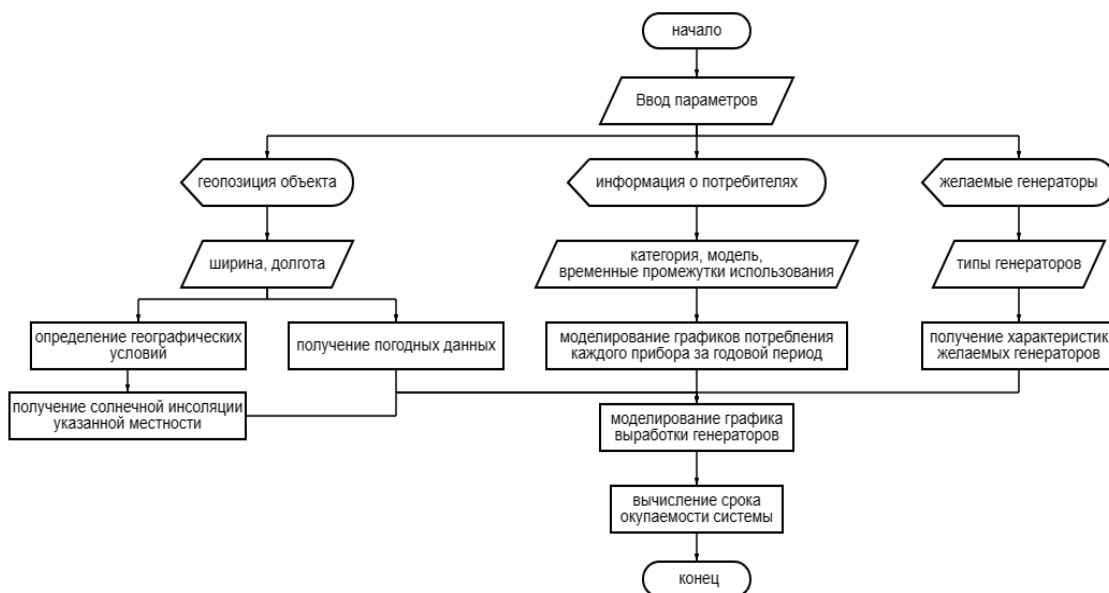 начало
Ввод параметров
геопозиция объекта
информация о потребителях
желаемые генераторы
ширина, долгота
категория, модель,
временные промежутки использования
типы генераторов
определение географических
условий
получение погодных данных
моделирование графиков потребления
каждого прибора за годовой период
получение характеристик
желаемых генераторов
получение солнечной инсоляции
указанной местности
моделирование графика
выработки генераторов
вычисление срока
окупаемости системы
конец